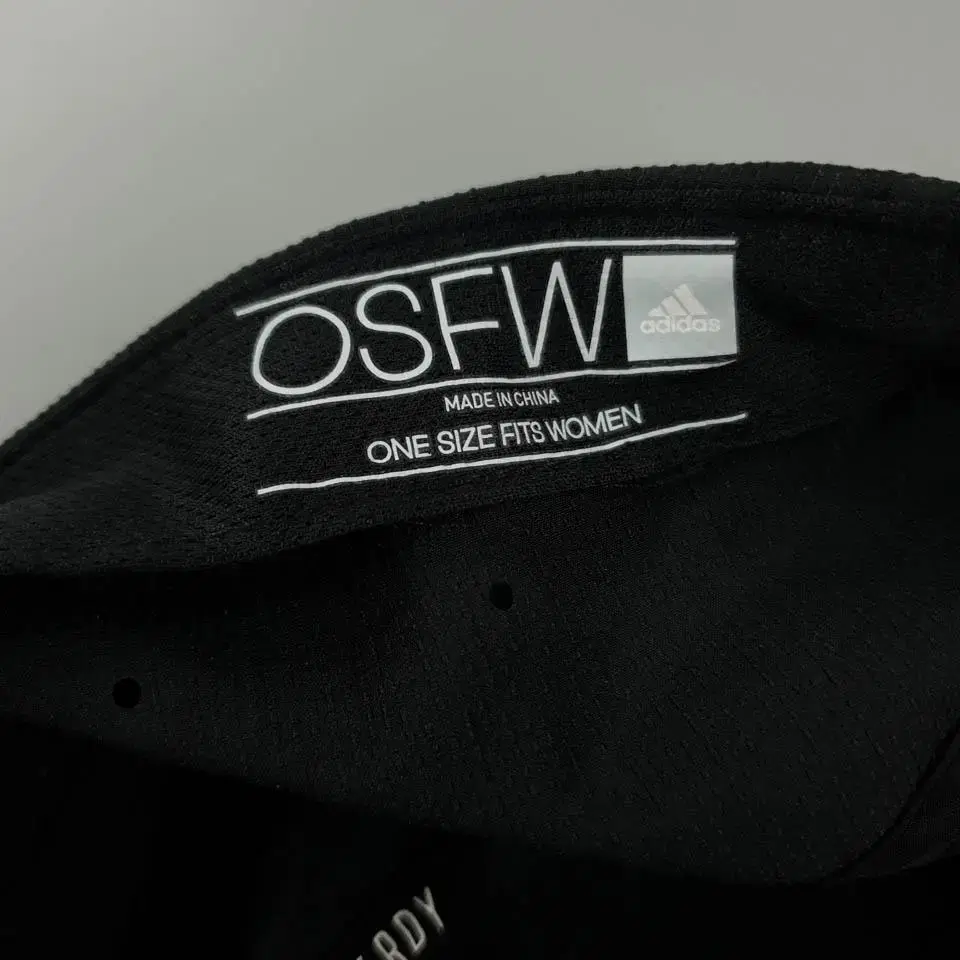 OSFW
adidas
MADE IN CHINA
ONE SIZE FITS WOMEN